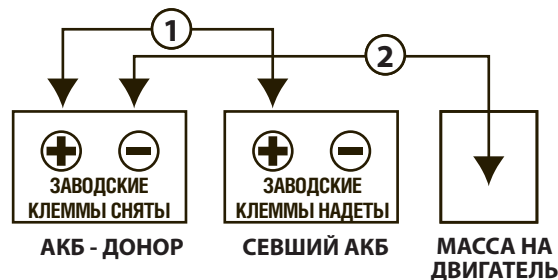 1
2
+ −
+ −
ЗАВОДСКИЕ
КЛЕММЫ СНЯТЫ
ЗАВОДСКИЕ
КЛЕММЫ НАДЕТЫ
АКБ - ДОНОР
СЕВШИЙ АКБ
МАССА НА
ДВИГАТЕЛЬ